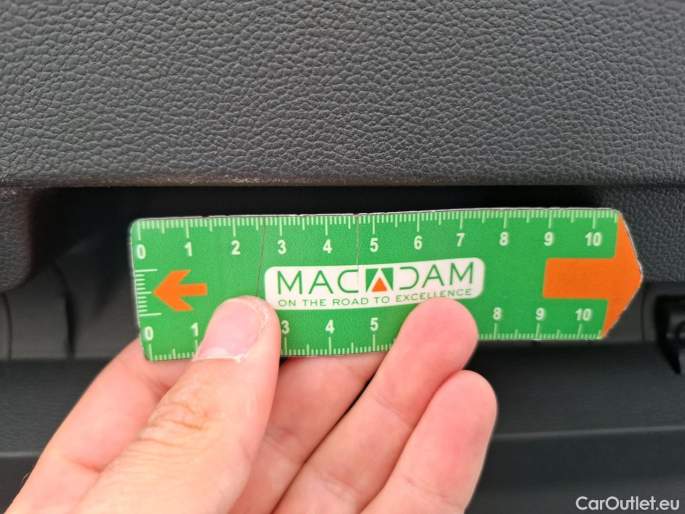 0 1 2 3 4 5 6 7 8 9 10
MACADAM
ON THE ROAD TO EXCELLENCE
0 1 3 4 5 8 9 10
CarOutlet.eu